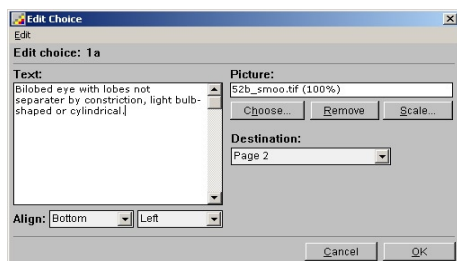 Edit Choice
Edit
Edit choice: 1a
Text:
Bilobed eye with lobes not
separater by constriction, light bulb-
shaped or cylindrical.
Align: Bottom Left
Picture:
52b_smoo.tif (100%)
Choose... Remove Scale...
Destination:
Page 2
Cancel OK